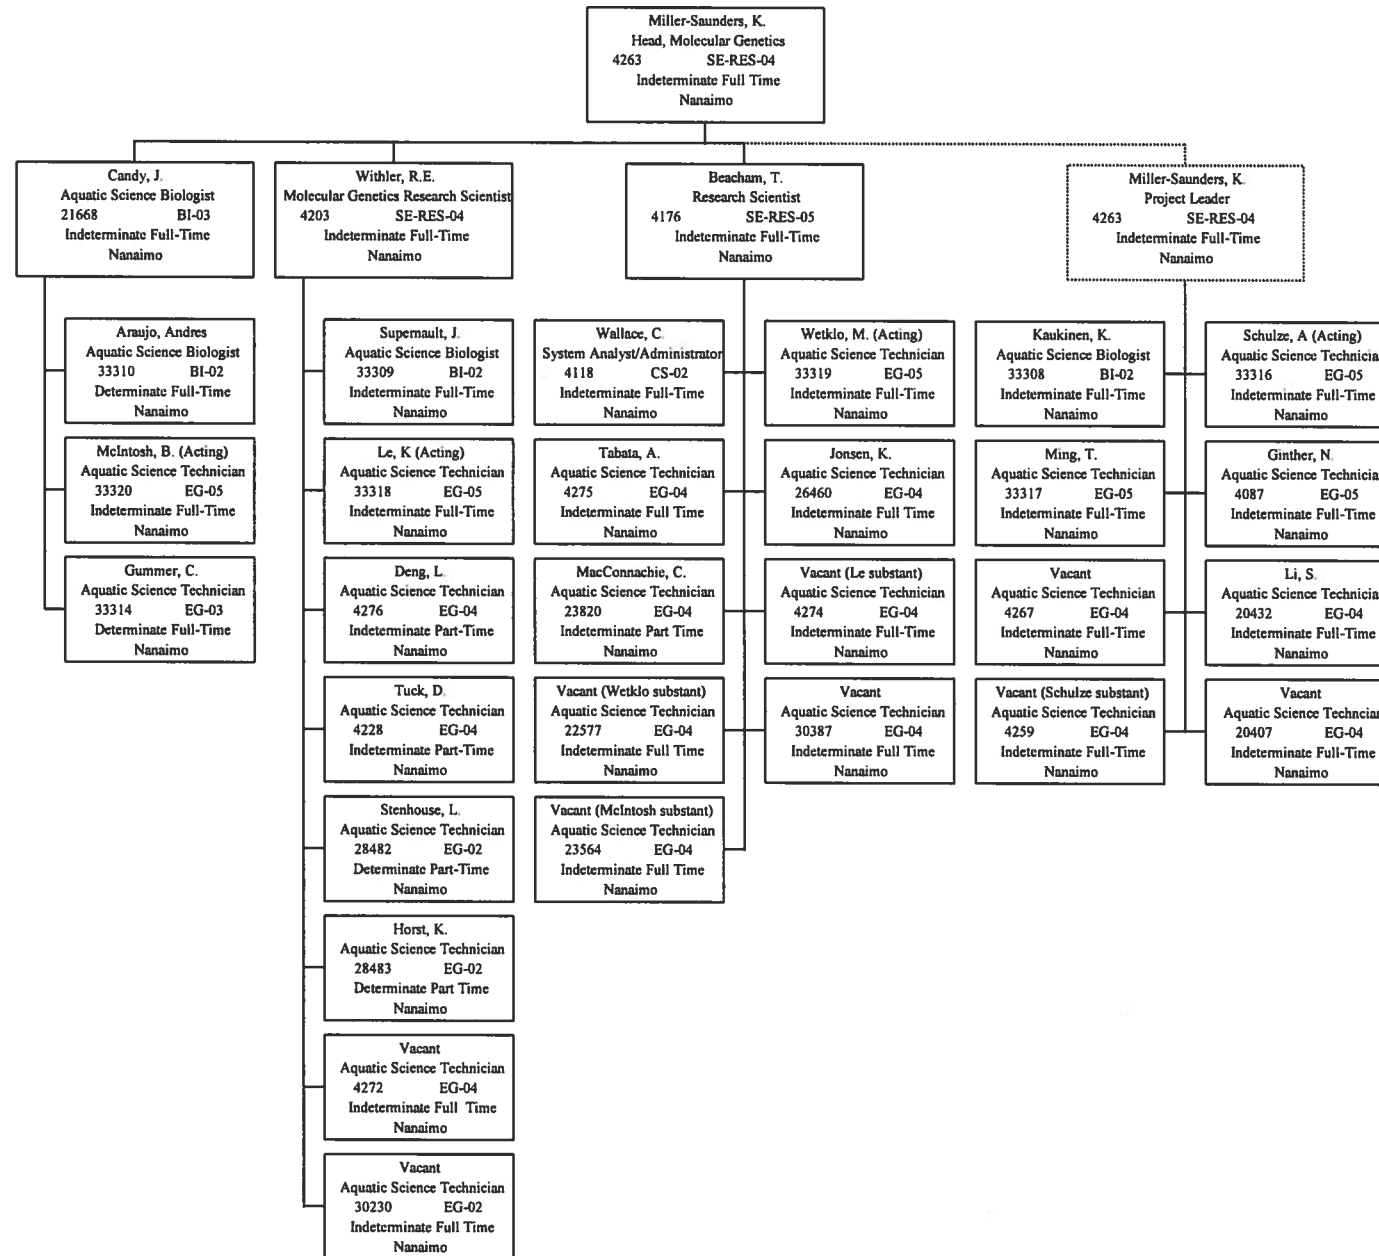 Miller-Saunders, K.
Head, Molecular Genetics
4263 SE-RES-04
Indeterminate Full Time
Nanaimo
Candy, J.
Aquatic Science Biologist
21668 BI-03
Indeterminate Full-Time
Nanaimo
Withler, R.E.
Molecular Genetics Research Scientist
4203 SE-RES-04
Indeterminate Full-Time
Nanaimo
Beacham, T.
Research Scientist
4176 SE-RES-05
Indeterminate Full-Time
Nanaimo
Miller-Saunders, K.
Project Leader
4263 SE-RES-04
Indeterminate Full-Time
Nanaimo
Araujo, Andres
Aquatic Science Biologist
33310 BI-02
Determinate Full-Time
Nanaimo
McIntosh, B. (Acting)
Aquatic Science Technician
33320 EG-05
Indeterminate Full-Time
Nanaimo
Gummer, C.
Aquatic Science Technician
33314 EG-03
Determinate Full-Time
Nanaimo
Supernault, J.
Aquatic Science Biologist
33309 BI-02
Indeterminate Full-Time
Nanaimo
Le, K (Acting)
Aquatic Science Technician
33318 EG-05
Indeterminate Full-Time
Nanaimo
Deng, L.
Aquatic Science Technician
4276 EG-04
Indeterminate Part-Time
Nanaimo
Tuck, D.
Aquatic Science Technician
4228 EG-04
Indeterminate Part-Time
Nanaimo
Stenhouse, L.
Aquatic Science Technician
28482 EG-02
Determinate Part-Time
Nanaimo
Horst, K.
Aquatic Science Technician
28483 EG-02
Determinate Part Time
Nanaimo
Vacant
Aquatic Science Technician
4272 EG-04
Indeterminate Full Time
Nanaimo
Vacant
Aquatic Science Technician
30230 EG-02
Indeterminate Full Time
Nanaimo
Wallace, C.
System Analyst/Administrator
4118 CS-02
Indeterminate Full-Time
Nanaimo
Tabata, A.
Aquatic Science Technician
4275 EG-04
Indeterminate Full Time
Nanaimo
MacConnachie, C.
Aquatic Science Technician
23820 EG-04
Indeterminate Part Time
Nanaimo
Vacant (Wetklo substant)
Aquatic Science Technician
22577 EG-04
Indeterminate Full Time
Nanaimo
Vacant (McIntosh substant)
Aquatic Science Technician
23564 EG-04
Indeterminate Full Time
Nanaimo
Wetklo, M. (Acting)
Aquatic Science Technician
33319 EG-05
Indeterminate Full-Time
Nanaimo
Jonsen, K.
Aquatic Science Technician
26460 EG-04
Indeterminate Full Time
Nanaimo
Vacant (Le substant)
Aquatic Science Technician
4274 EG-04
Indeterminate Full-Time
Nanaimo
Vacant
Aquatic Science Technician
30387 EG-04
Indeterminate Full Time
Nanaimo
Kaukinen, K.
Aquatic Science Biologist
33308 BI-02
Indeterminate Full-Time
Nanaimo
Ming, T.
Aquatic Science Technician
33317 EG-05
Indeterminate Full-Time
Nanaimo
Vacant
Aquatic Science Technician
4267 EG-04
Indeterminate Full-Time
Nanaimo
Vacant (Schulze substant)
Aquatic Science Technician
4259 EG-04
Indeterminate Full-Time
Nanaimo
Schulze, A (Acting)
Aquatic Science Technicia
33316 EG-05
Indeterminate Full-Time
Nanaimo
Ginther, N.
Aquatic Science Technicia
4087 EG-05
Indeterminate Full-Time
Nanaimo
Li, S.
Aquatic Science Technicia
20432 EG-04
Indeterminate Full-Time
Nanaimo
Vacant
Aquatic Science Techncian
20407 EG-04
Indeterminate Full-Time
Nanaimo